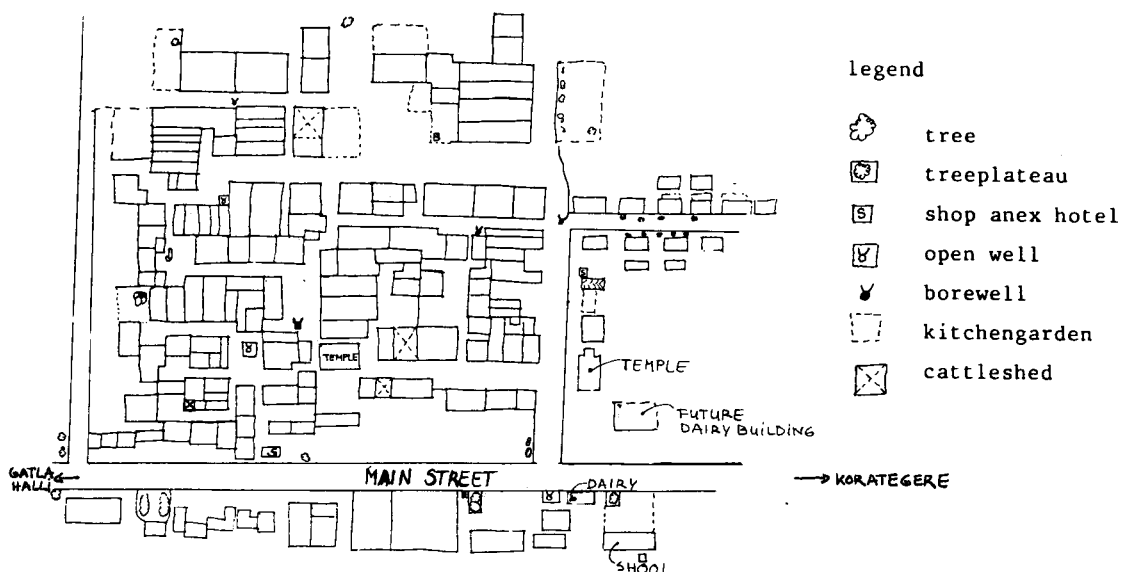 legend
tree
treeplateau
S shop anex hotel
open well
borewell
kitchengarden
cattleshed
S
TEMPLE
TEMPLE
FUTURE
DAIRY BUILDING
S
GATLA
HALLI
MAIN STREET
KORATEGERE
DAIRY
SHOOL